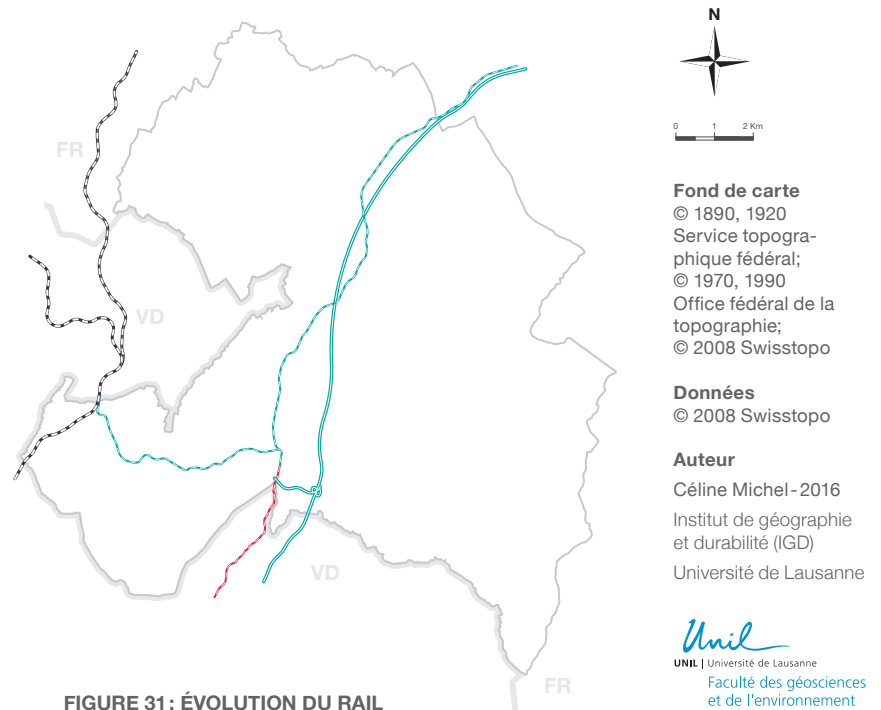 N
0 1 2 Km
FR
VD
VD
FR
FIGURE 31 : ÉVOLUTION DU RAIL
Fond de carte
© 1890, 1920
Service topogra-
phique fédéral;
© 1970, 1990
Office fédéral de la
topographie;
© 2008 Swisstopo
Données
© 2008 Swisstopo
Auteur
Céline Michel - 2016
Institut de géographie
et durabilité (IGD)
Université de Lausanne
Unil
UNIL | Université de Lausanne
Faculté des géosciences
et de l'environnement